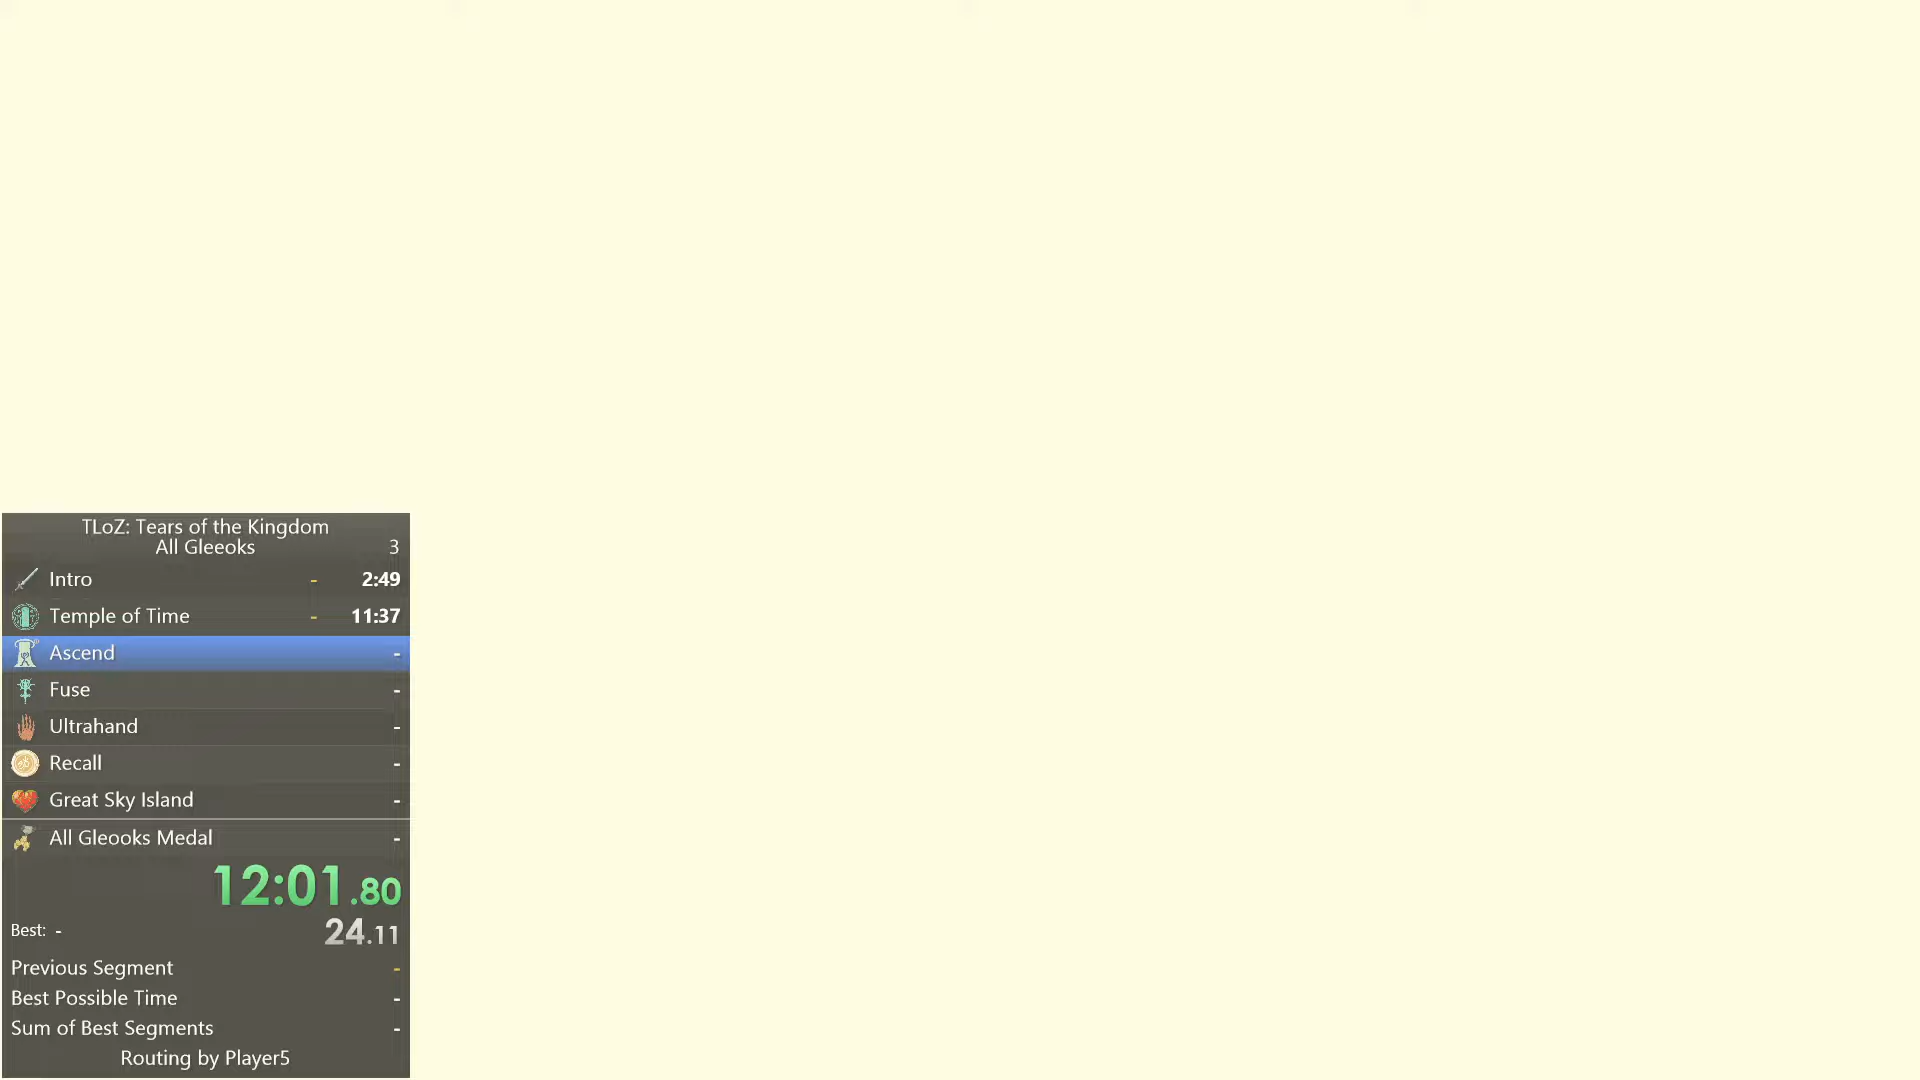 TLoZ: Tears of the Kingdom
All Gleeoks 3
Intro - 2:49
Temple of Time - 11:37
Ascend -
Fuse -
Ultrahand -
Recall -
Great Sky Island -
All Gleooks Medal -
12:01.80
Best: - 24.11
Previous Segment -
Best Possible Time -
Sum of Best Segments -
Routing by Player5